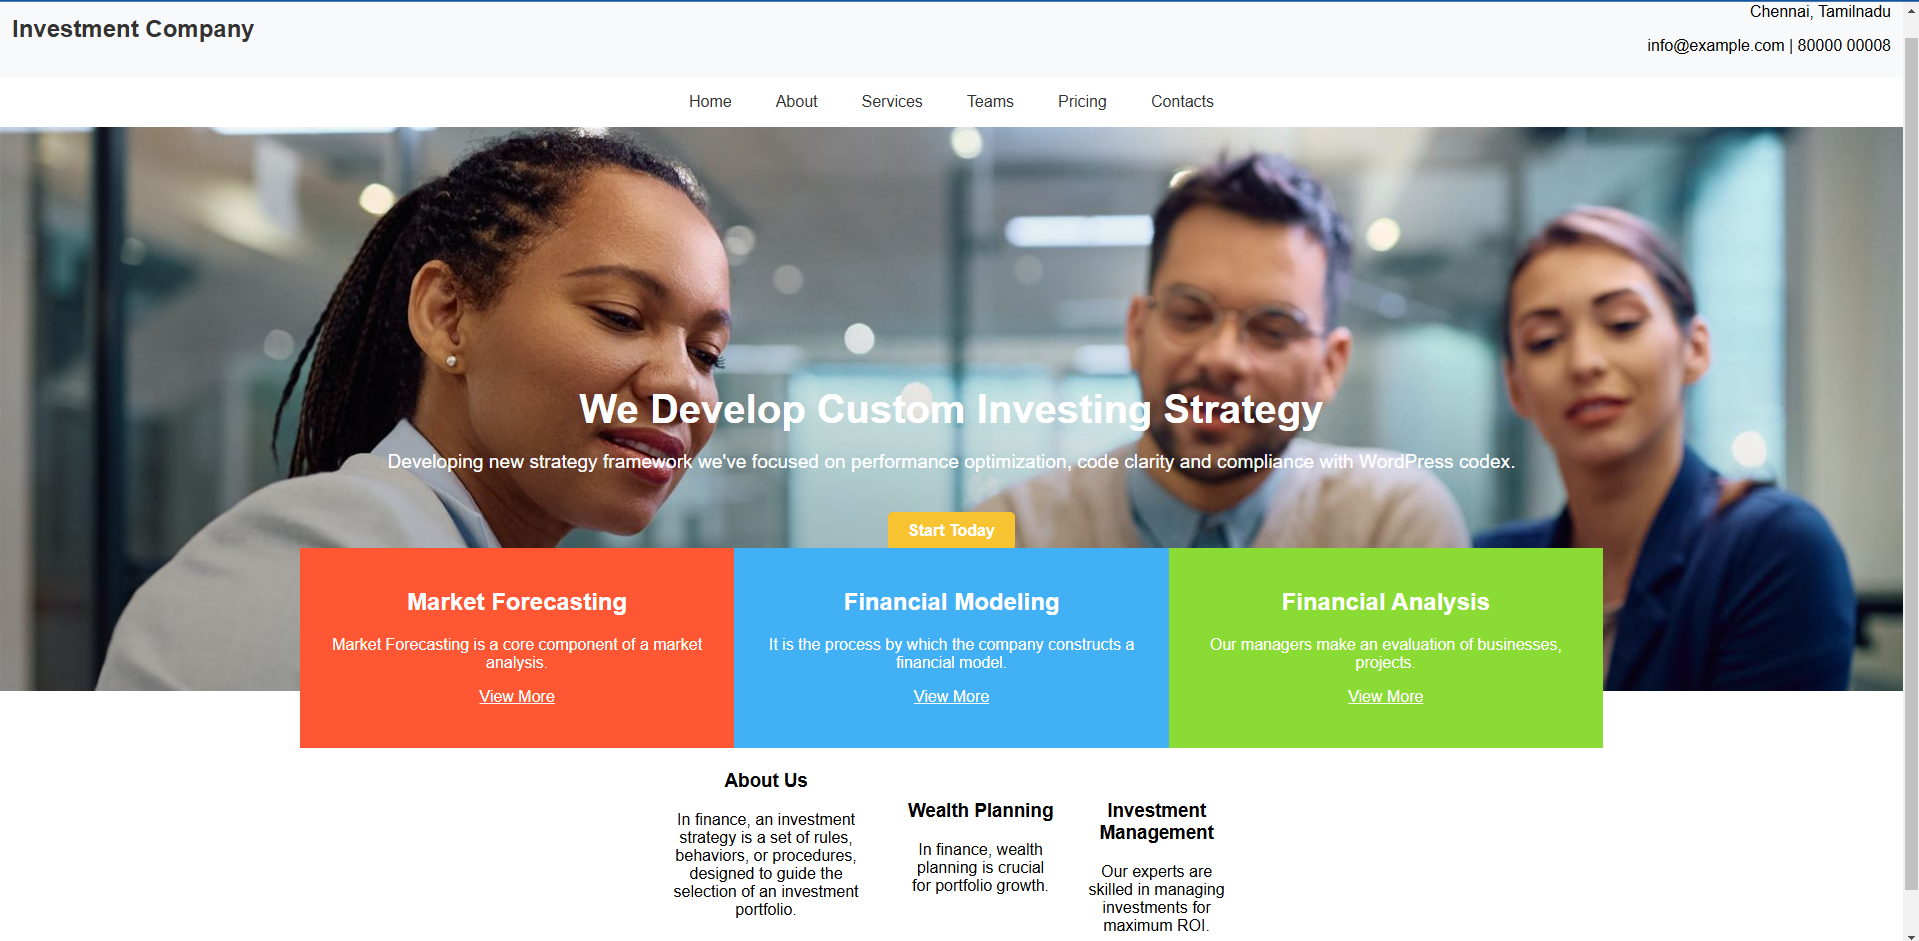 Investment Company
Chennai, Tamilnadu
info@example.com | 80000 00008
Home About Services Teams Pricing Contacts
We Develop Custom Investing Strategy
Developing new strategy framework we've focused on performance optimization, code clarity and compliance with WordPress codex.
Start Today
Market Forecasting
Market Forecasting is a core component of a market
analysis.
View More
Financial Modeling
It is the process by which the company constructs a
financial model.
View More
Financial Analysis
Our managers make an evaluation of businesses,
projects.
View More
About Us
In finance, an investment
strategy is a set of rules,
behaviors, or procedures,
designed to guide the
selection of an investment
portfolio.
Wealth Planning
In finance, wealth
planning is crucial
for portfolio growth.
Investment
Management
Our experts are
skilled in managing
investments for
maximum ROI.